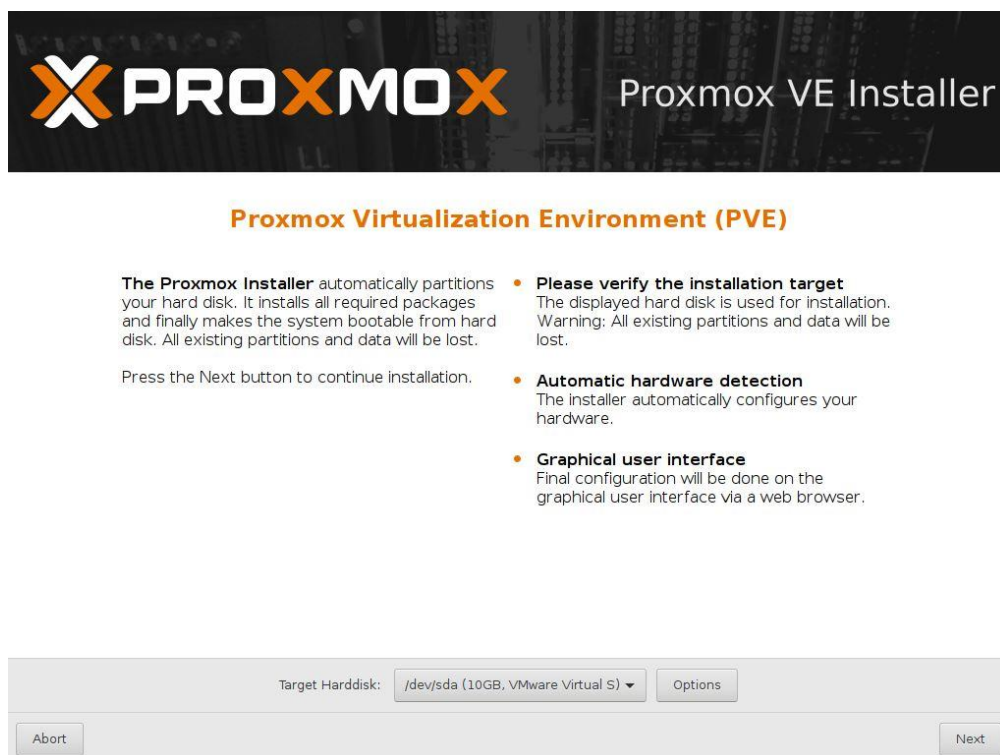 PROXMOX
Proxmox VE Installer
Proxmox Virtualization Environment (PVE)
The Proxmox Installer automatically partitions
your hard disk. It installs all required packages
and finally makes the system bootable from hard
disk. All existing partitions and data will be lost.
Press the Next button to continue installation.
Please verify the installation target
The displayed hard disk is used for installation.
Warning: All existing partitions and data will be
lost.
Automatic hardware detection
The installer automatically configures your
hardware.
Graphical user interface
Final configuration will be done on the
graphical user interface via a web browser.
Target Harddisk:
/dev/sda (10GB, VMware Virtual S)
Options
Abort
Next